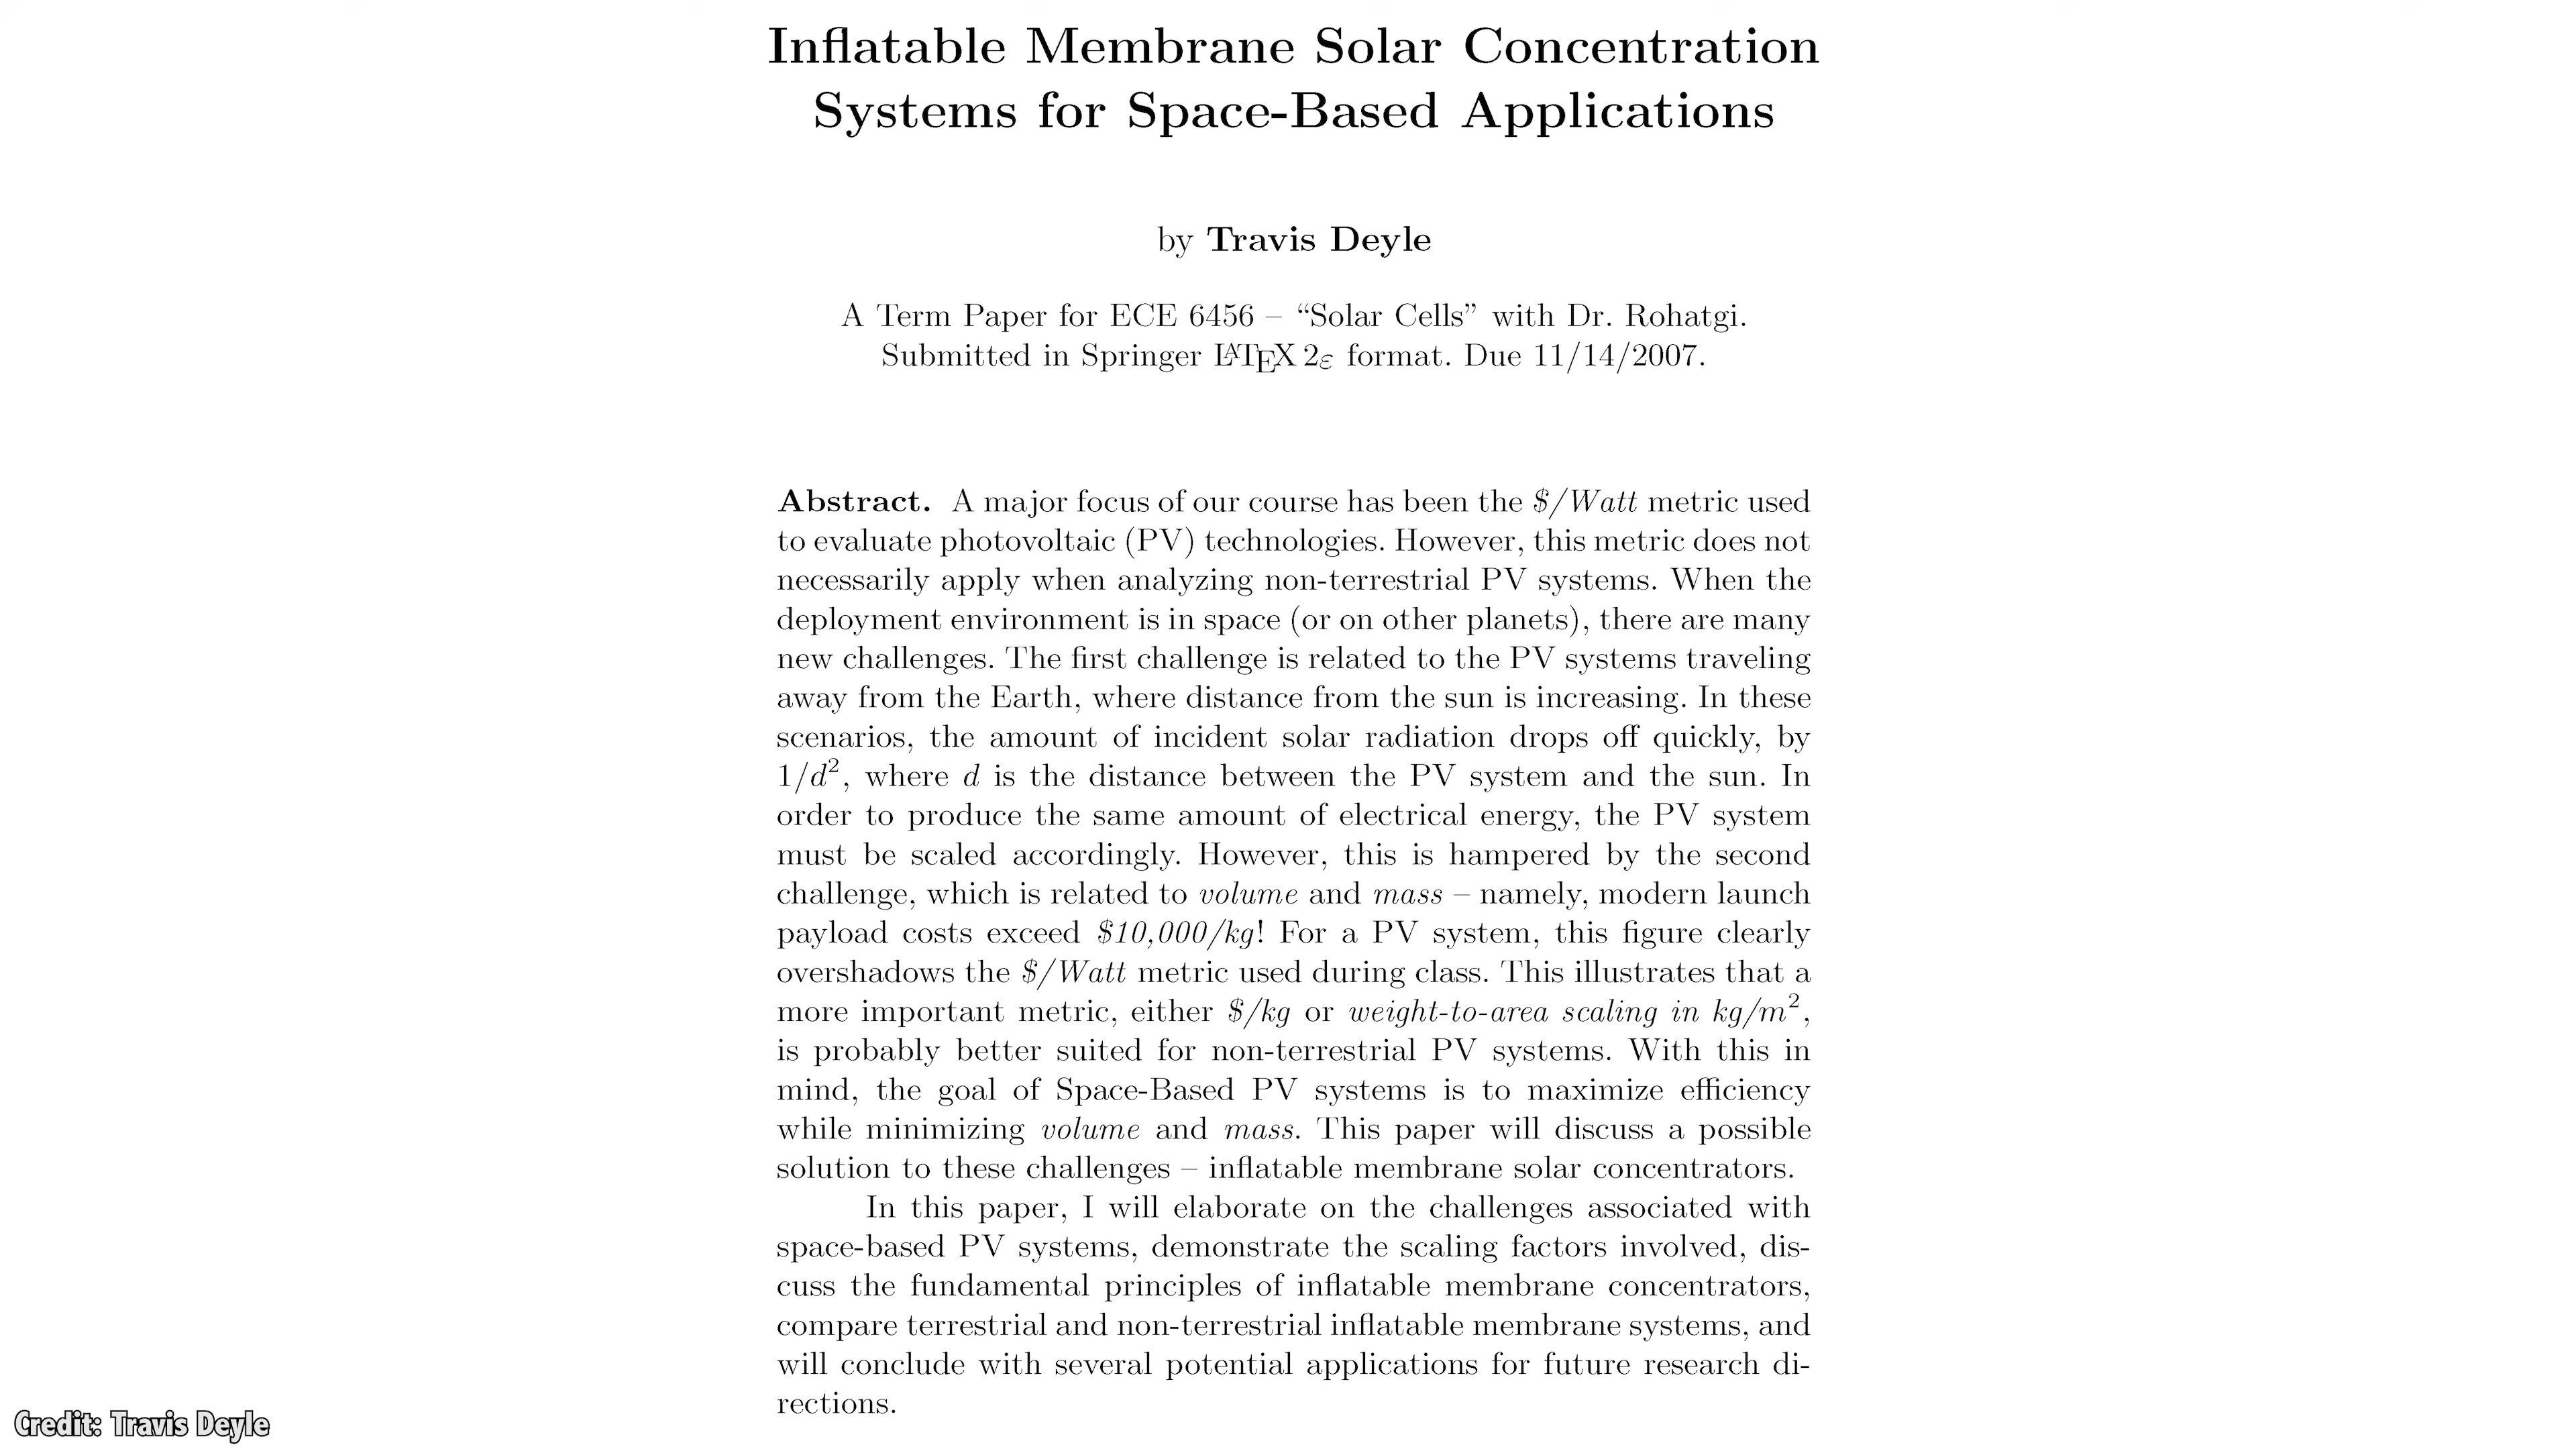 Inflatable Membrane Solar Concentration
Systems for Space-Based Applications
by Travis Deyle
A Term Paper for ECE 6456 – “Solar Cells” with Dr. Rohatgi.
Submitted in Springer LATEX 2ε format. Due 11/14/2007.
Abstract. A major focus of our course has been the $/Watt metric used
to evaluate photovoltaic (PV) technologies. However, this metric does not
necessarily apply when analyzing non-terrestrial PV systems. When the
deployment environment is in space (or on other planets), there are many
new challenges. The first challenge is related to the PV systems traveling
away from the Earth, where distance from the sun is increasing. In these
scenarios, the amount of incident solar radiation drops off quickly, by
1/d², where d is the distance between the PV system and the sun. In
order to produce the same amount of electrical energy, the PV system
must be scaled accordingly. However, this is hampered by the second
challenge, which is related to volume and mass – namely, modern launch
payload costs exceed $10,000/kg! For a PV system, this figure clearly
overshadows the $/Watt metric used during class. This illustrates that a
more important metric, either $/kg or weight-to-area scaling in kg/m²,
is probably better suited for non-terrestrial PV systems. With this in
mind, the goal of Space-Based PV systems is to maximize efficiency
while minimizing volume and mass. This paper will discuss a possible
solution to these challenges – inflatable membrane solar concentrators.
In this paper, I will elaborate on the challenges associated with
space-based PV systems, demonstrate the scaling factors involved, dis-
cuss the fundamental principles of inflatable membrane concentrators,
compare terrestrial and non-terrestrial inflatable membrane systems, and
will conclude with several potential applications for future research di-
rections.
Credit: Travis Deyle